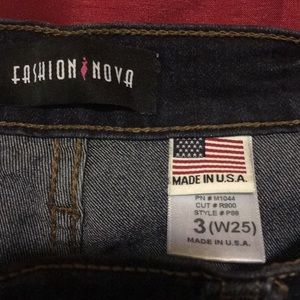 FASHION NOVA
MADE IN U.S.A.
PN # M1044
CUT # R900
STYLE # P98
3 (W25)
MADE IN U.S.A.